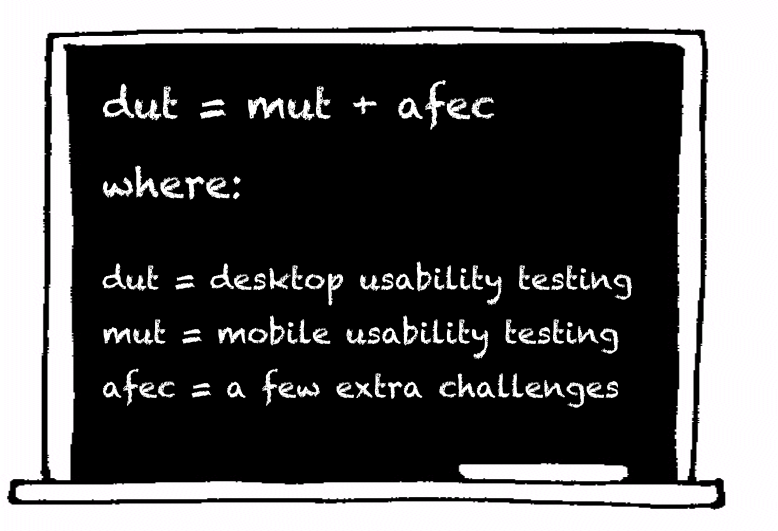 dut = mut + afec
where:
dut = desktop usability testing
mut = mobile usability testing
afec = a few extra challenges